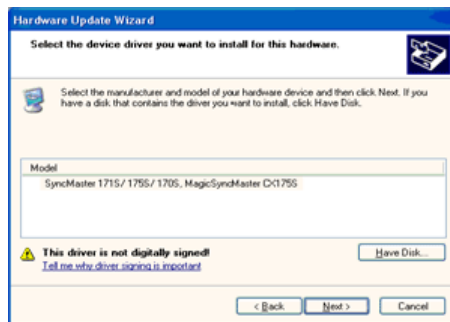 Hardware Update Wizard
Select the device driver you want to install for this hardware.
Select the manufacturer and model of your hardware device and then click Next. If you
have a disk that contains the driver you want to install, click Have Disk.
Model
SyncMaster 171S/ 175S/ 170S, MagicSyncMaster CX175S
This driver is not digitally signed!
Have Disk...
Tell me why driver signing is important
< Back
Next >
Cancel